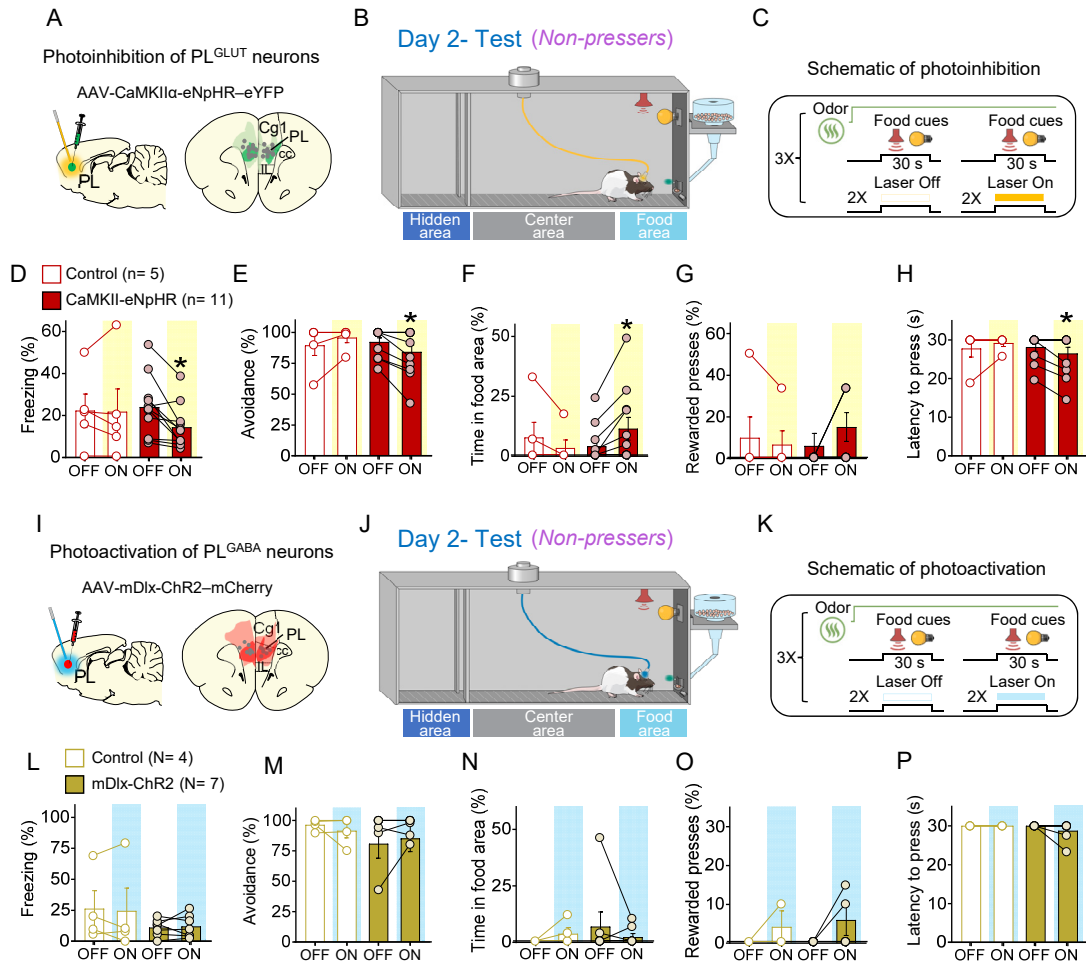 A
Photoinhibition of PL^GLUT neurons
AAV-CaMKIIα-eNpHR–eYFP
PL
Cg1
PL
cc
IL
B
Day 2- Test (Non-pressers)
Hidden area
Center area
Food area
C
Schematic of photoinhibition
Odor
Food cues
Food cues
3X
30 s
30 s
Laser Off
Laser On
2X
2X
D
Control (n= 5)
CaMKII-eNpHR (n= 11)
Freezing (%)
60
40
20
0
*
OFF ON OFF ON
E
Avoidance (%)
100
75
50
25
0
*
OFF ON OFF ON
F
Time in food area (%)
50
25
0
*
OFF ON OFF ON
G
Rewarded presses (%)
60
40
20
0
OFF ON OFF ON
H
Latency to press (s)
30
20
10
0
*
OFF ON OFF ON
I
Photoactivation of PL^GABA neurons
AAV-mDlx-ChR2–mCherry
PL
Cg1
PL
cc
IL
J
Day 2- Test (Non-pressers)
Hidden area
Center area
Food area
K
Schematic of photoactivation
Odor
Food cues
Food cues
3X
30 s
30 s
Laser Off
Laser On
2X
2X
L
Control (N= 4)
mDlx-ChR2 (N= 7)
Freezing (%)
100
75
50
25
0
OFF ON OFF ON
M
Avoidance (%)
100
75
50
25
0
OFF ON OFF ON
N
Time in food area (%)
50
25
0
OFF ON OFF ON
O
Rewarded presses (%)
30
15
0
OFF ON OFF ON
P
Latency to press (s)
30
20
10
0
OFF ON OFF ON